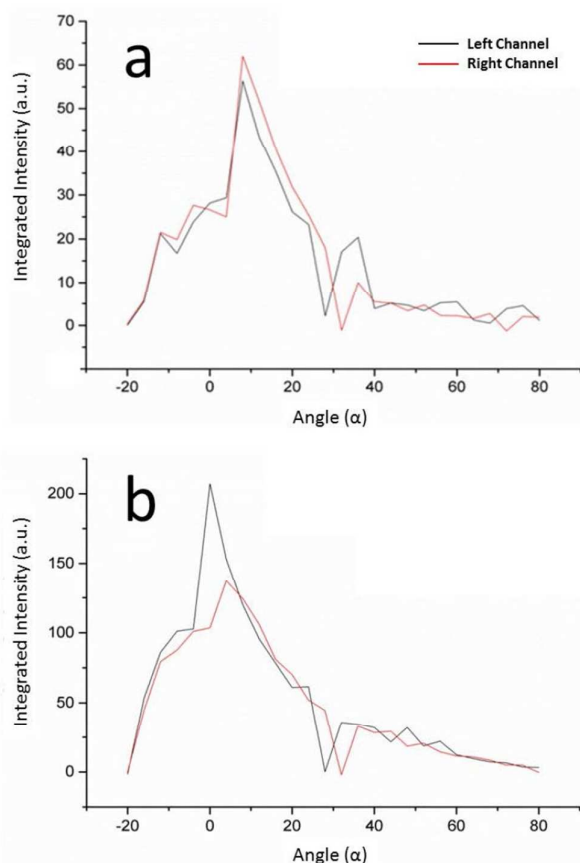 a
Left Channel
Right Channel
70
60
50
40
30
20
10
0
Integrated Intensity (a.u.)
-20 0 20 40 60 80
Angle (α)
b
200
150
100
50
0
Integrated Intensity (a.u.)
-20 0 20 40 60 80
Angle (α)